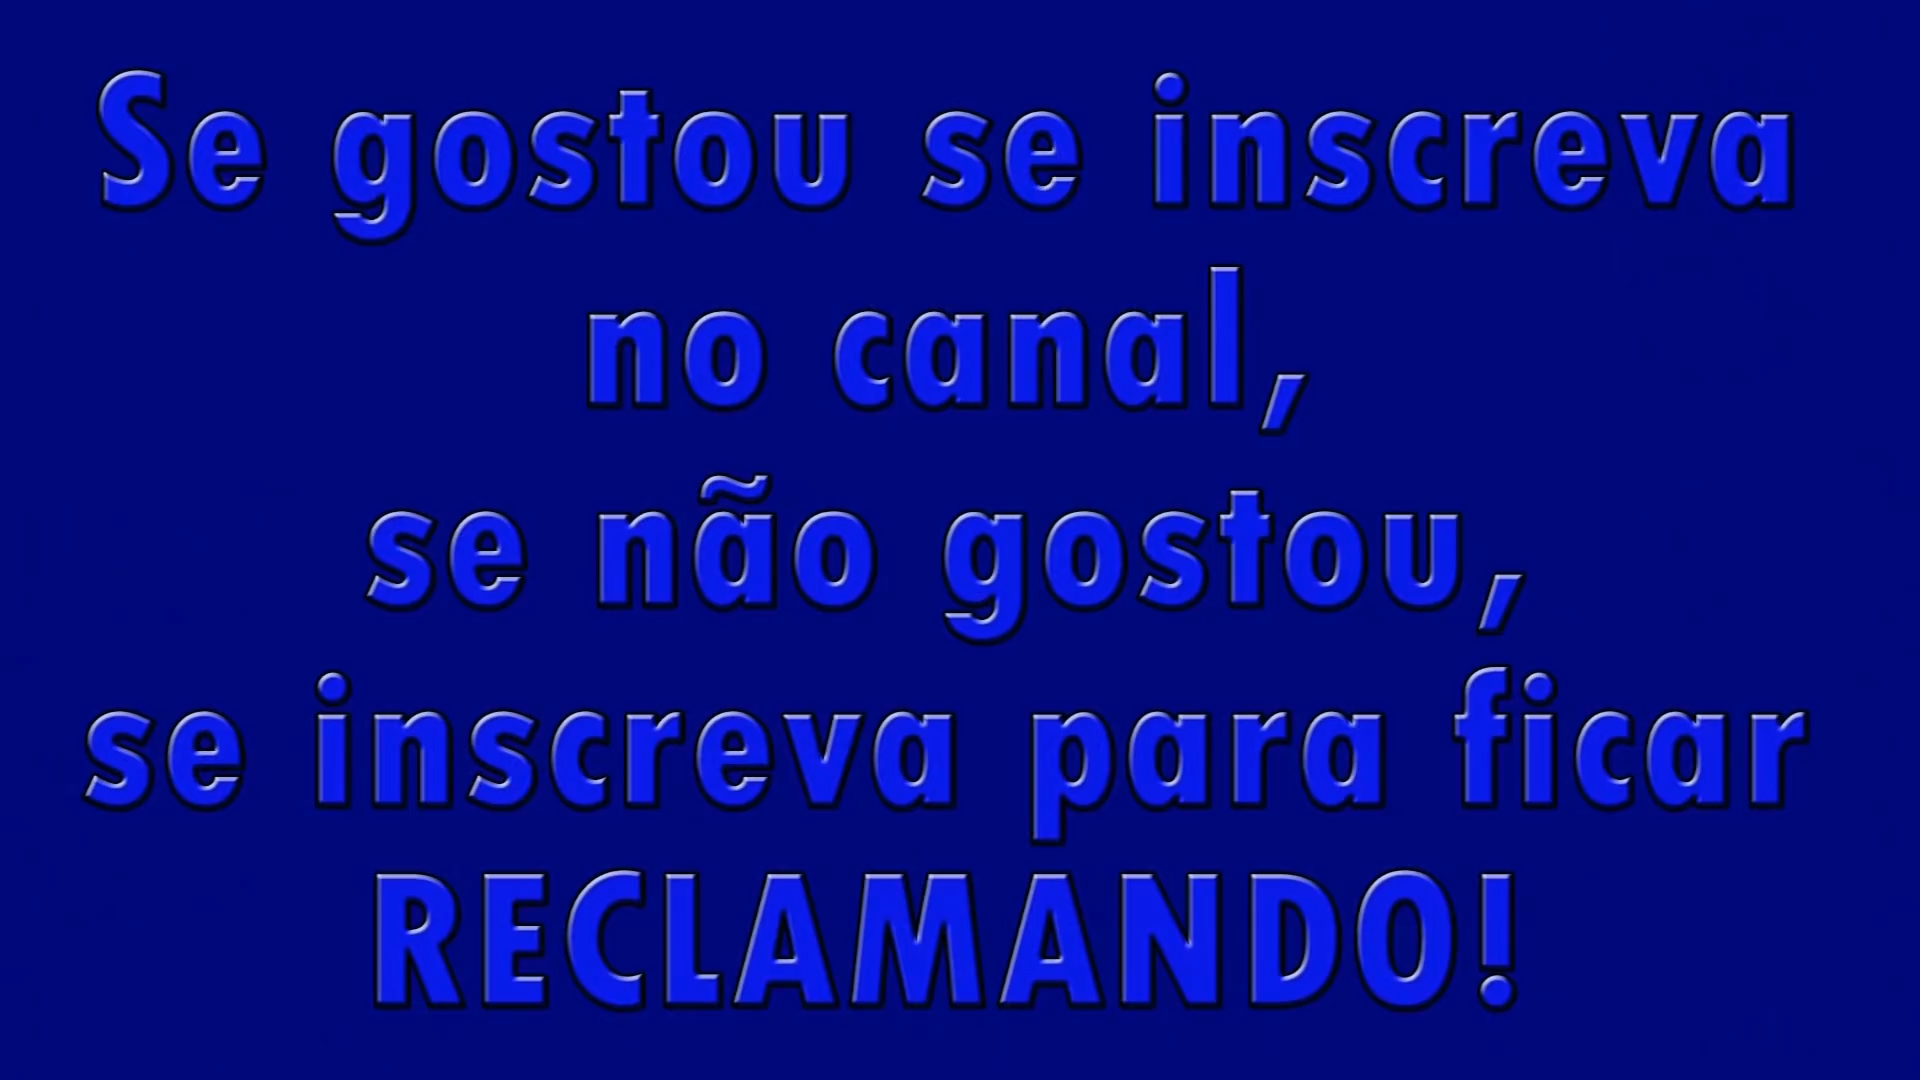 Se gostou se inscreva
no canal,
se não gostou,
se inscreva para ficar
RECLAMANDO!